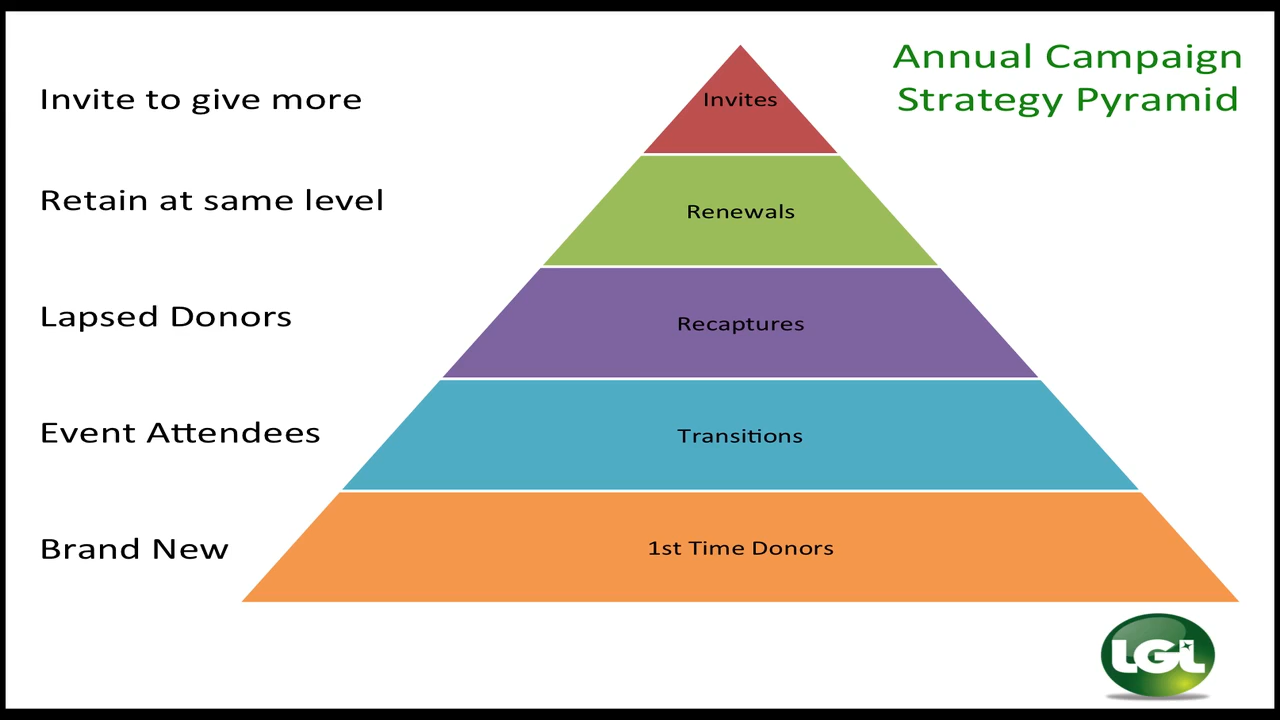 Annual Campaign
Strategy Pyramid
Invite to give more
Invites
Retain at same level
Renewals
Lapsed Donors
Recaptures
Event Attendees
Transitions
Brand New
1st Time Donors
LGL